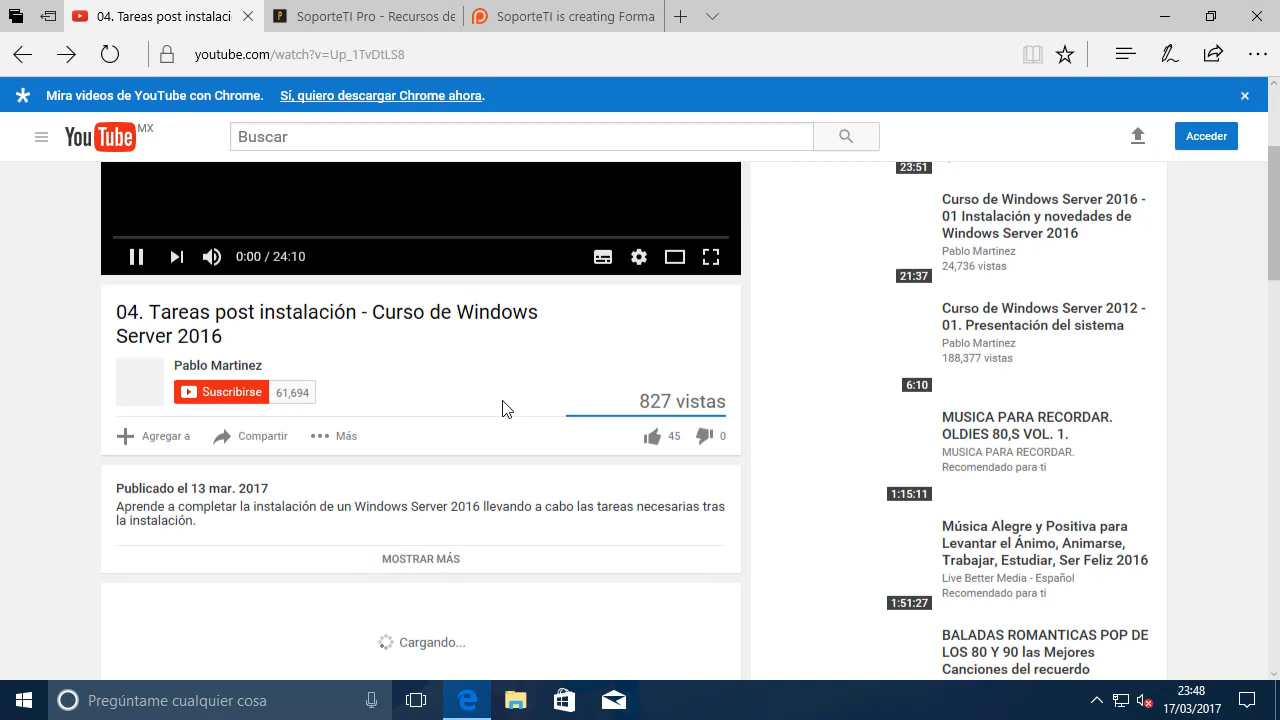 04. Tareas post instalaci
SoporteTI Pro - Recursos de
SoporteTI is creating Forma
youtube.com/watch?v=Up_1TvDtLS8
Mira videos de YouTube con Chrome. Sí, quiero descargar Chrome ahora.
YouTube MX
Buscar
Acceder
0:00 / 24:10
04. Tareas post instalación - Curso de Windows
Server 2016
Pablo Martinez
Suscribirse 61,694
827 vistas
Agregar a Compartir Más 45 0
Publicado el 13 mar. 2017
Aprende a completar la instalación de un Windows Server 2016 llevando a cabo las tareas necesarias tras
la instalación.
MOSTRAR MÁS
Cargando...
23:51
Curso de Windows Server 2016 -
01 Instalación y novedades de
Windows Server 2016
Pablo Martinez
24,736 vistas
21:37
Curso de Windows Server 2012 -
01. Presentación del sistema
Pablo Martinez
188,377 vistas
6:10
MUSICA PARA RECORDAR.
OLDIES 80,S VOL. 1.
MUSICA PARA RECORDAR.
Recomendado para ti
1:15:11
Música Alegre y Positiva para
Levantar el Ánimo, Animarse,
Trabajar, Estudiar, Ser Feliz 2016
Live Better Media - Español
Recomendado para ti
1:51:27
BALADAS ROMANTICAS POP DE
LOS 80 Y 90 las Mejores
Canciones del recuerdo
Pregúntame cualquier cosa
23:48
17/03/2017